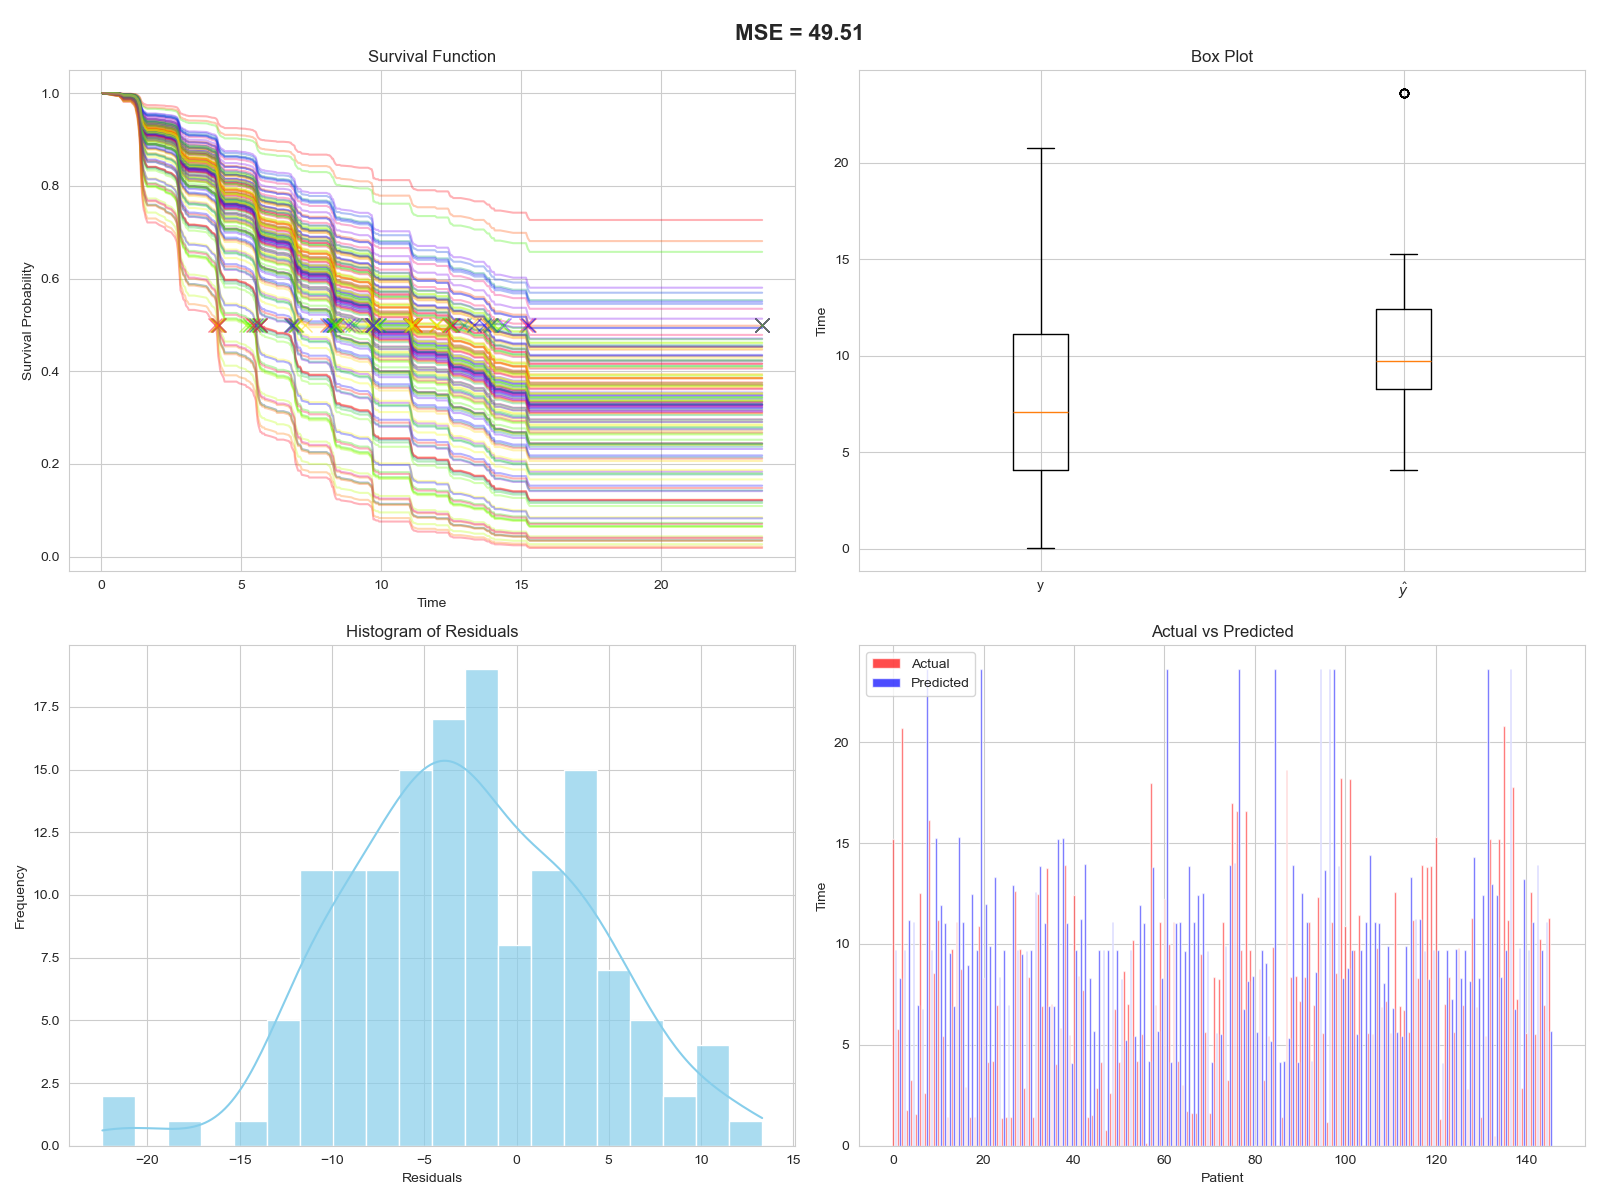 MSE = 49.51
Survival Function
1.0
0.8
0.6
0.4
0.2
0.0
Survival Probability
0 5 10 15 20
Time
Box Plot
20
15
10
5
0
Time
y ŷ
Histogram of Residuals
17.5
15.0
12.5
10.0
7.5
5.0
2.5
0.0
Frequency
−20 −15 −10 −5 0 5 10 15
Residuals
Actual vs Predicted
Actual
Predicted
20
15
10
5
0
Time
0 20 40 60 80 100 120 140
Patient